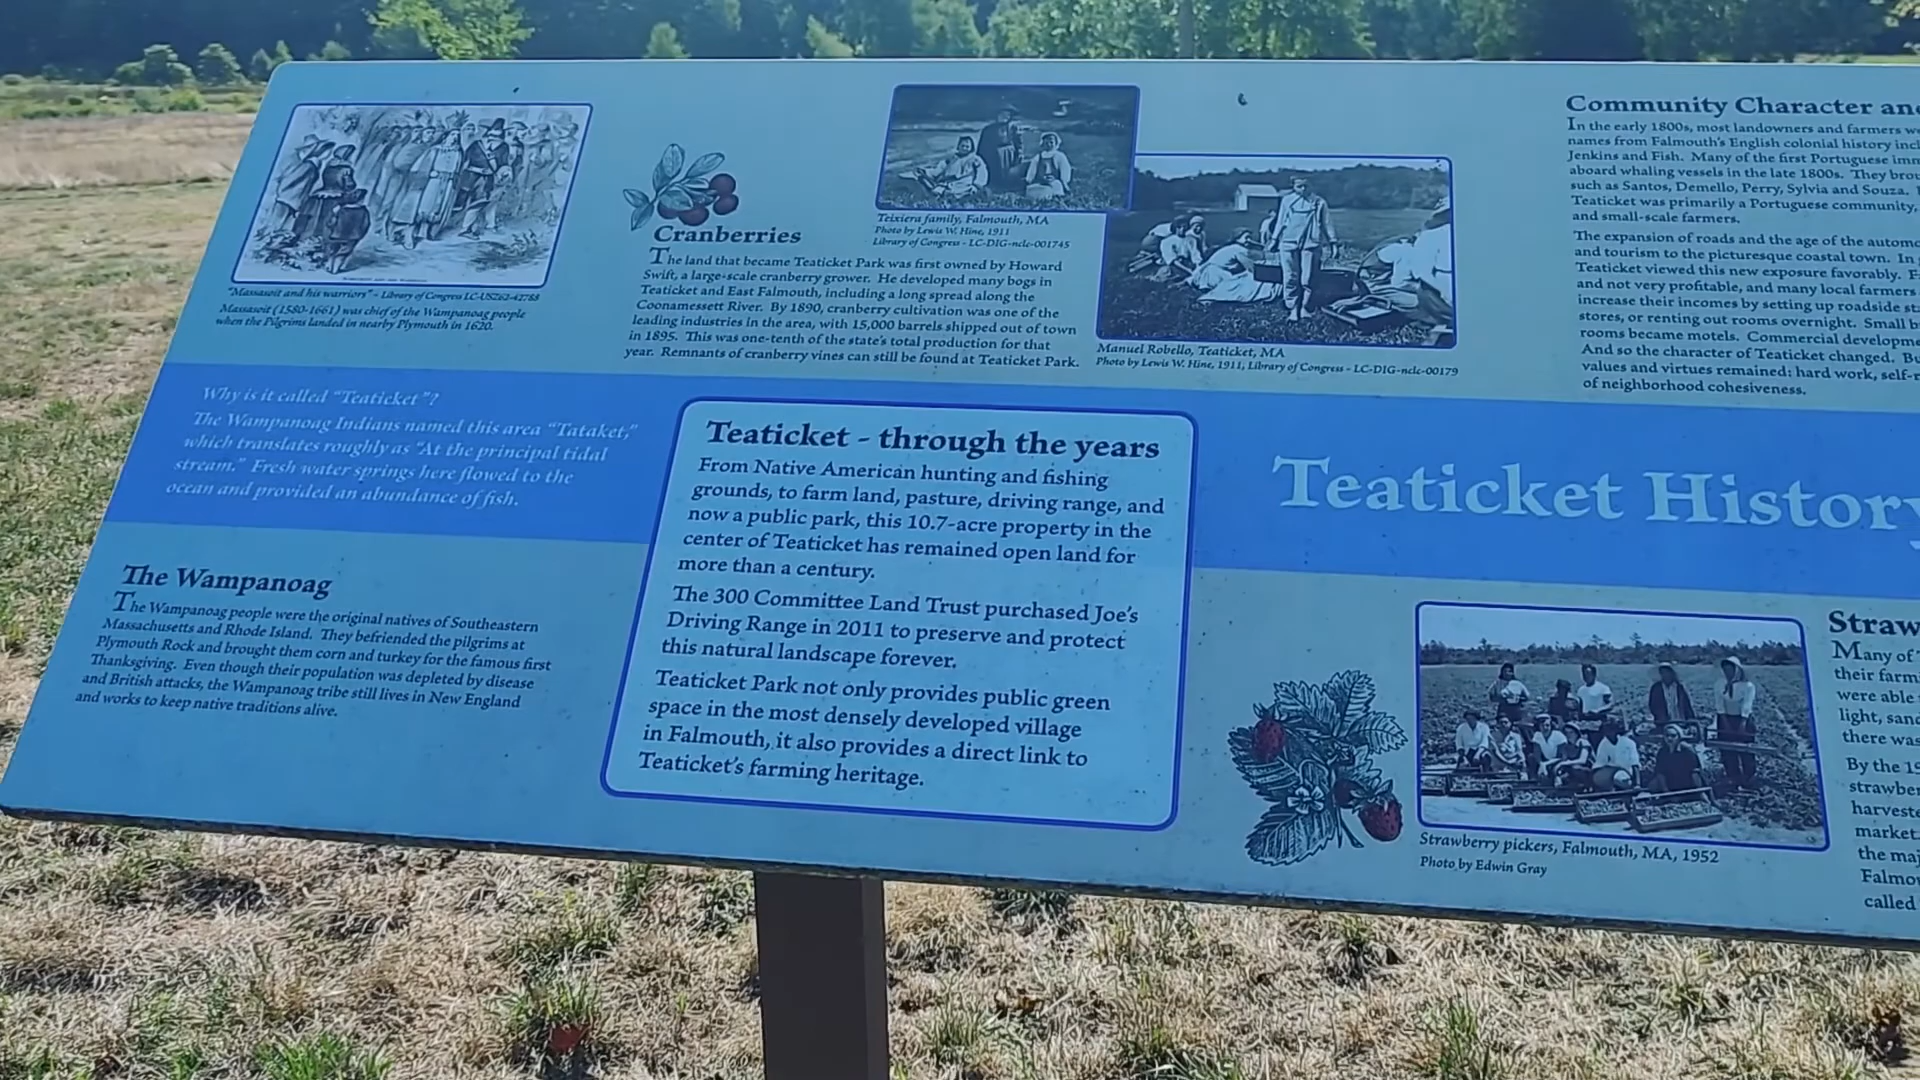 "Massasoit and his warriors" - Library of Congress LC-USZ62-42788
Massasoit (1580-1661) was chief of the Wampanoag people
when the Pilgrims landed in nearby Plymouth in 1620.
Cranberries
The land that became Teaticket Park was first owned by Howard
Swift, a large-scale cranberry grower. He developed many bogs in
Teaticket and East Falmouth, including a long spread along the
Coonamessett River. By 1890, cranberry cultivation was one of the
leading industries in the area, with 15,000 barrels shipped out of town
in 1895. This was one-tenth of the state's total production for that
year. Remnants of cranberry vines can still be found at Teaticket Park.
Teixiera family, Falmouth, MA
Photo by Lewis W. Hine, 1911
Library of Congress - LC-DIG-nclc-001745
Manuel Robello, Teaticket, MA
Photo by Lewis W. Hine, 1911, Library of Congress - LC-DIG-nclc-00179
Community Character and
In the early 1800s, most landowners and farmers
names from Falmouth's English colonial history
Jenkins and Fish. Many of the first Portuguese
aboard whaling vessels in the late 1800s. They
such as Santos, Demello, Perry, Sylvia and Souza.
Teaticket was primarily a Portuguese community,
and small-scale farmers.
The expansion of roads and the age of the
and tourism to the picturesque coastal town. In
Teaticket viewed this new exposure favorably.
and not very profitable, and many local farmers
increase their incomes by setting up roadside
stores, or renting out rooms overnight. Small
rooms became motels. Commercial
And so the character of Teaticket changed.
values and virtues remained: hard work,
of neighborhood cohesiveness.
Why is it called "Teaticket"?
The Wampanoag Indians named this area "Tataket,"
which translates roughly as "At the principal tidal
stream." Fresh water springs here flowed to the
ocean and provided an abundance of fish.
The Wampanoag
The Wampanoag people were the original natives of Southeastern
Massachusetts and Rhode Island. They befriended the pilgrims at
Plymouth Rock and brought them corn and turkey for the famous first
Thanksgiving. Even though their population was depleted by disease
and British attacks, the Wampanoag tribe still lives in New England
and works to keep native traditions alive.
Teaticket - through the years
From Native American hunting and fishing
grounds, to farm land, pasture, driving range, and
now a public park, this 10.7-acre property in the
center of Teaticket has remained open land for
more than a century.
The 300 Committee Land Trust purchased Joe's
Driving Range in 2011 to preserve and protect
this natural landscape forever.
Teaticket Park not only provides public green
space in the most densely developed village
in Falmouth, it also provides a direct link to
Teaticket's farming heritage.
Teaticket History
Strawberry pickers, Falmouth, MA, 1952
Photo by Edwin Gray
Straw
Many of
their farm
were able
light,
there was
By the
market.
the
called